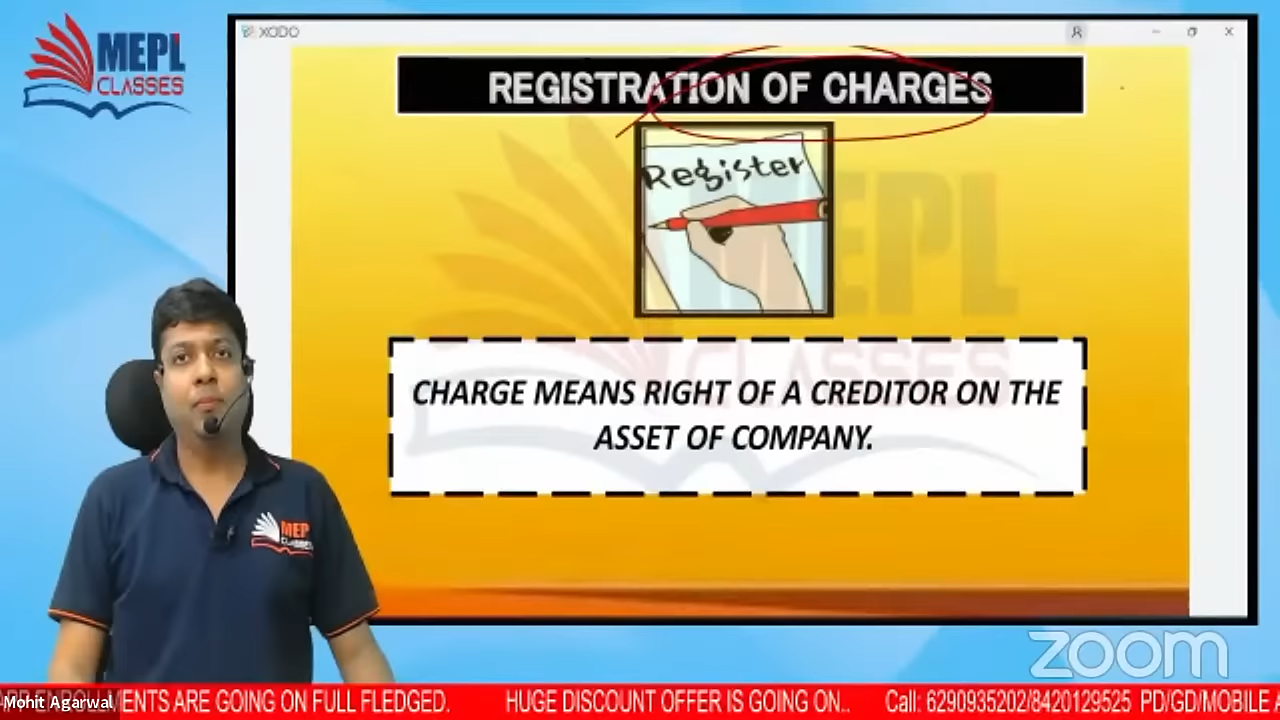 MEPL
CLASSES
XODO
REGISTRATION OF CHARGES
Register
CHARGE MEANS RIGHT OF A CREDITOR ON THE
ASSET OF COMPANY.
MEPL
CLASSES
MEPL
zoom
Mohit Agarwal
ENTS ARE GOING ON FULL FLEDGED. HUGE DISCOUNT OFFER IS GOING ON.. Call: 6290935202/8420129525 PD/GD/MOBILE A